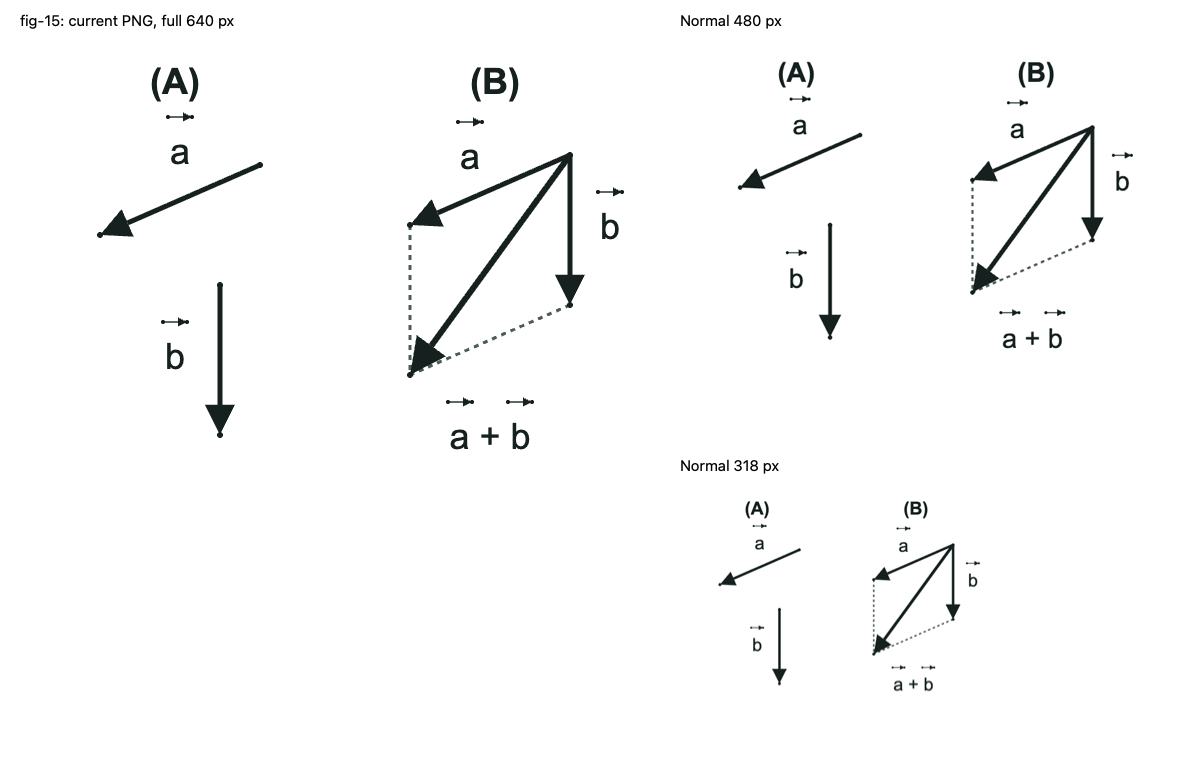 fig-15: current PNG, full 640 px
(A)
(B)
a⃗
a⃗
b⃗
b⃗
a⃗ + b⃗
Normal 480 px
(A)
(B)
a⃗
a⃗
b⃗
b⃗
a⃗ + b⃗
Normal 318 px
(A)
(B)
a⃗
a⃗
b⃗
b⃗
a⃗ + b⃗